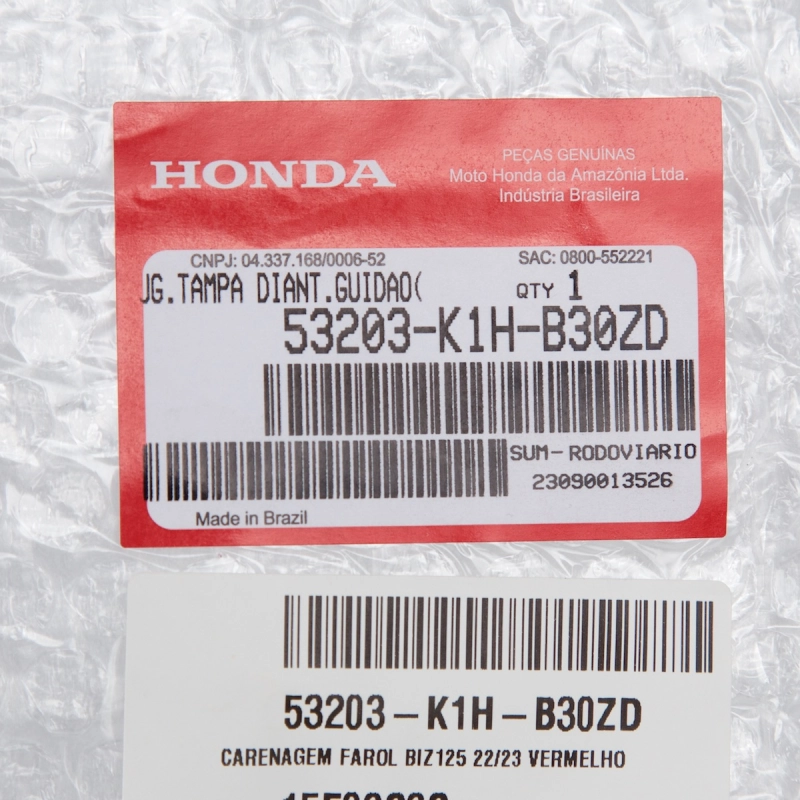 HONDA
PEÇAS GENUÍNAS
Moto Honda da Amazônia Ltda.
Indústria Brasileira
CNPJ: 04.337.168/0006-52
SAC: 0800-552221
JG.TAMPA DIANT.GUIDAO(
QTY 1
53203-K1H-B30ZD
SUM-RODOVIARIO
23090013526
Made in Brazil
53203-K1H-B30ZD
CARENAGEM FAROL BIZ125 22/23 VERMELHO